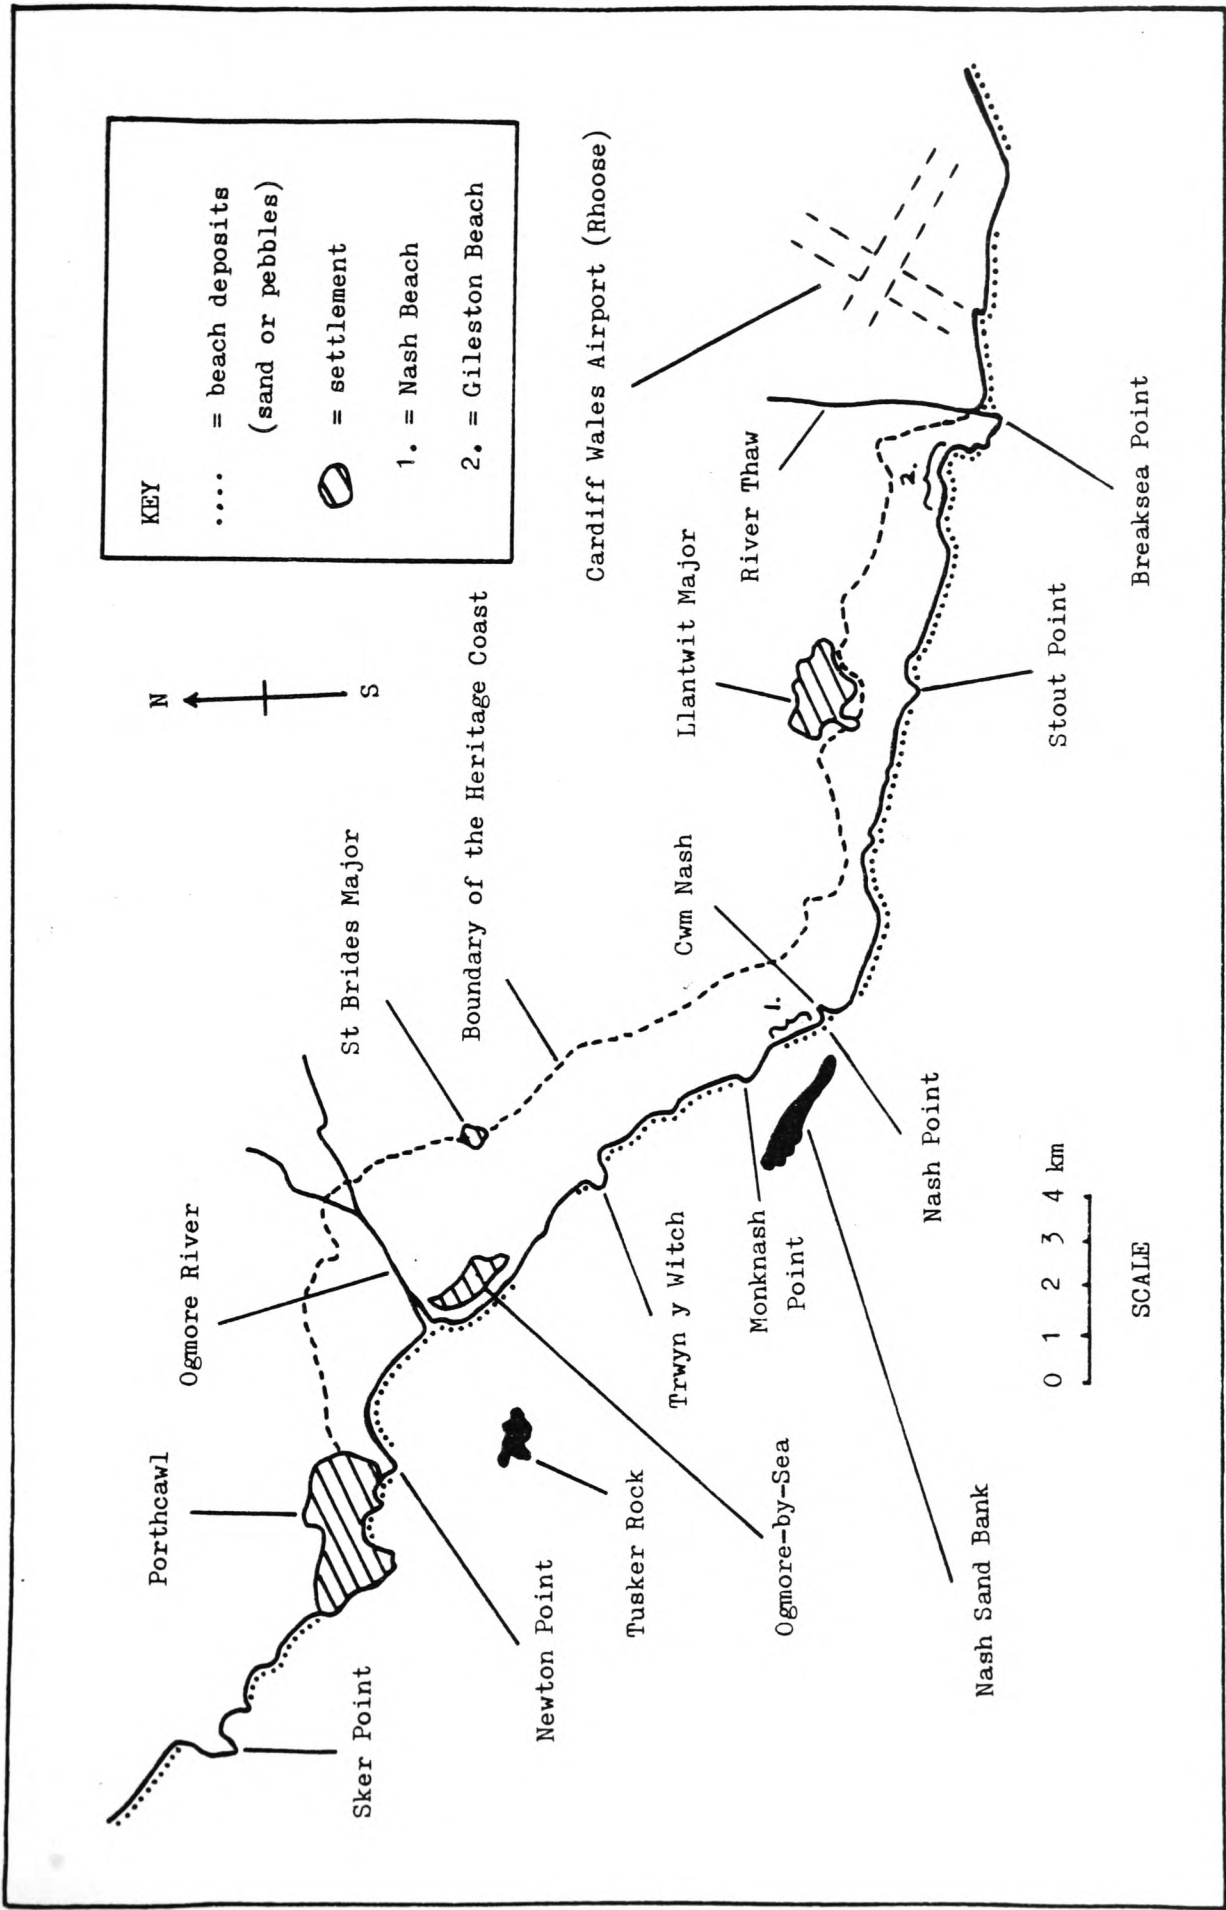 KEY
.... = beach deposits
(sand or pebbles)
= settlement
1. = Nash Beach
2. = Gileston Beach
N
S
Porthcawl
Ogmore River
St Brides Major
Boundary of the Heritage Coast
Cardiff Wales Airport (Rhoose)
Llantwit Major
River Thaw
Cwm Nash
1.
2.
Sker Point
Newton Point
Tusker Rock
Ogmore-by-Sea
Trwyn y Witch
Monknash
Point
Nash Sand Bank
Nash Point
Stout Point
Breaksea Point
0 1 2 3 4 km
SCALE